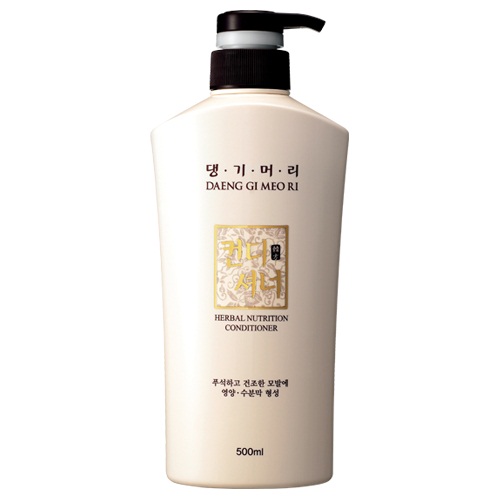 댕·기·머·리
DAENG GI MEO RI
컨디
셔너
HERBAL NUTRITION
CONDITIONER
푸석하고 건조한 모발에
영양·수분막 형성
500ml